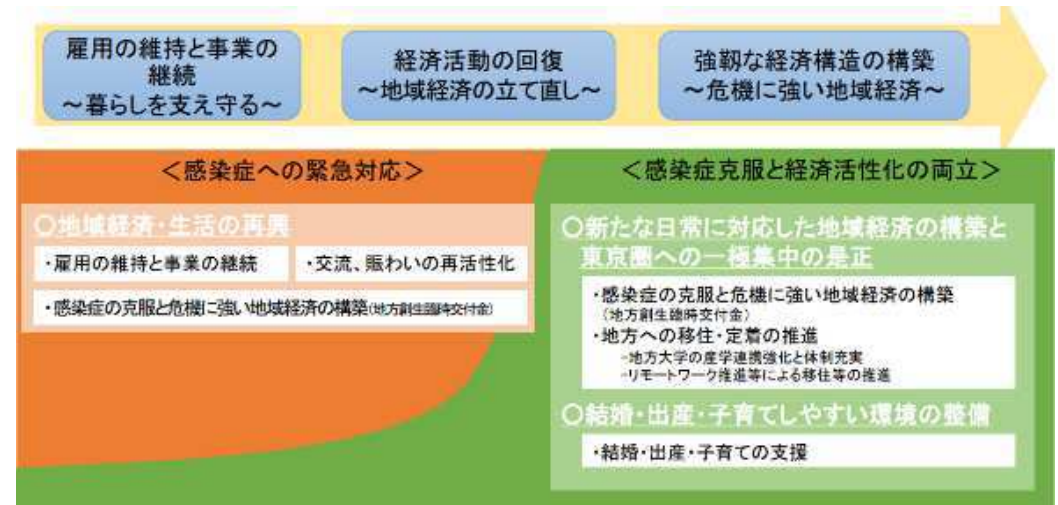 雇用の維持と事業の
継続
～暮らしを支え守る～
経済活動の回復
～地域経済の立て直し～
強靱な経済構造の構築
～危機に強い地域経済～
＜感染症への緊急対応＞
○地域経済・生活の再興
・雇用の維持と事業の継続
・交流、賑わいの再活性化
・感染症の克服と危機に強い地域経済の構築(地方創生臨時交付金)
＜感染症克服と経済活性化の両立＞
○新たな日常に対応した地域経済の構築と
東京圏への一極集中の是正
・感染症の克服と危機に強い地域経済の構築
（地方創生臨時交付金）
・地方への移住・定着の推進
-地方大学の産学連携強化と体制充実
-リモートワーク推進等による移住等の推進
○結婚・出産・子育てしやすい環境の整備
・結婚・出産・子育ての支援